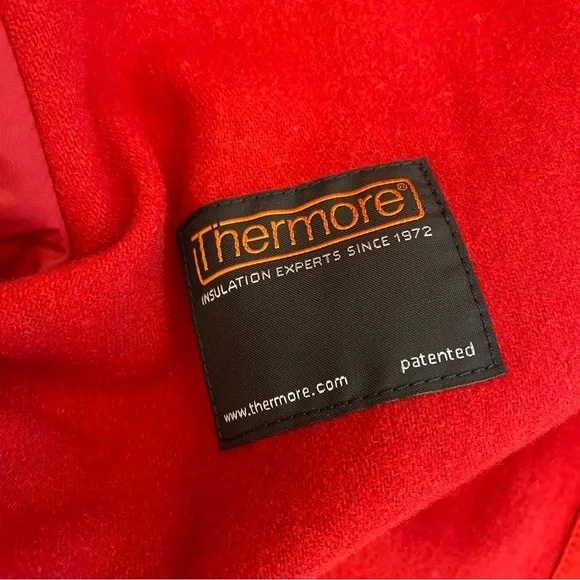 Thermore®
INSULATION EXPERTS SINCE 1972
patented
www.thermore.com